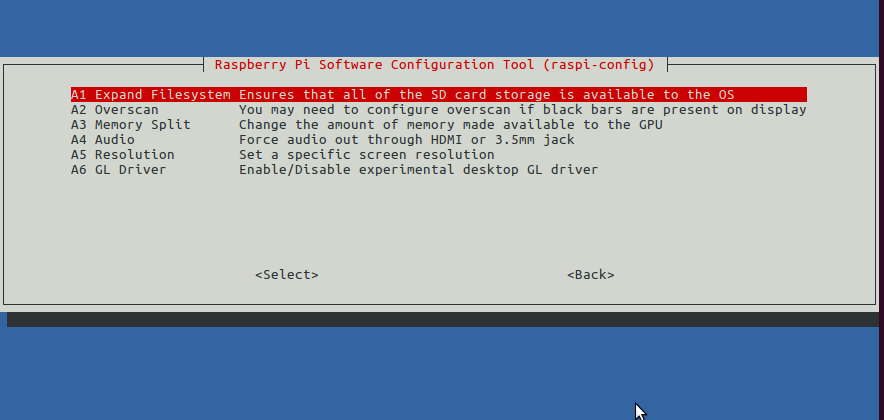 Raspberry Pi Software Configuration Tool (raspi-config)
A1 Expand Filesystem Ensures that all of the SD card storage is available to the OS
A2 Overscan You may need to configure overscan if black bars are present on display
A3 Memory Split Change the amount of memory made available to the GPU
A4 Audio Force audio out through HDMI or 3.5mm jack
A5 Resolution Set a specific screen resolution
A6 GL Driver Enable/Disable experimental desktop GL driver
<Select> <Back>